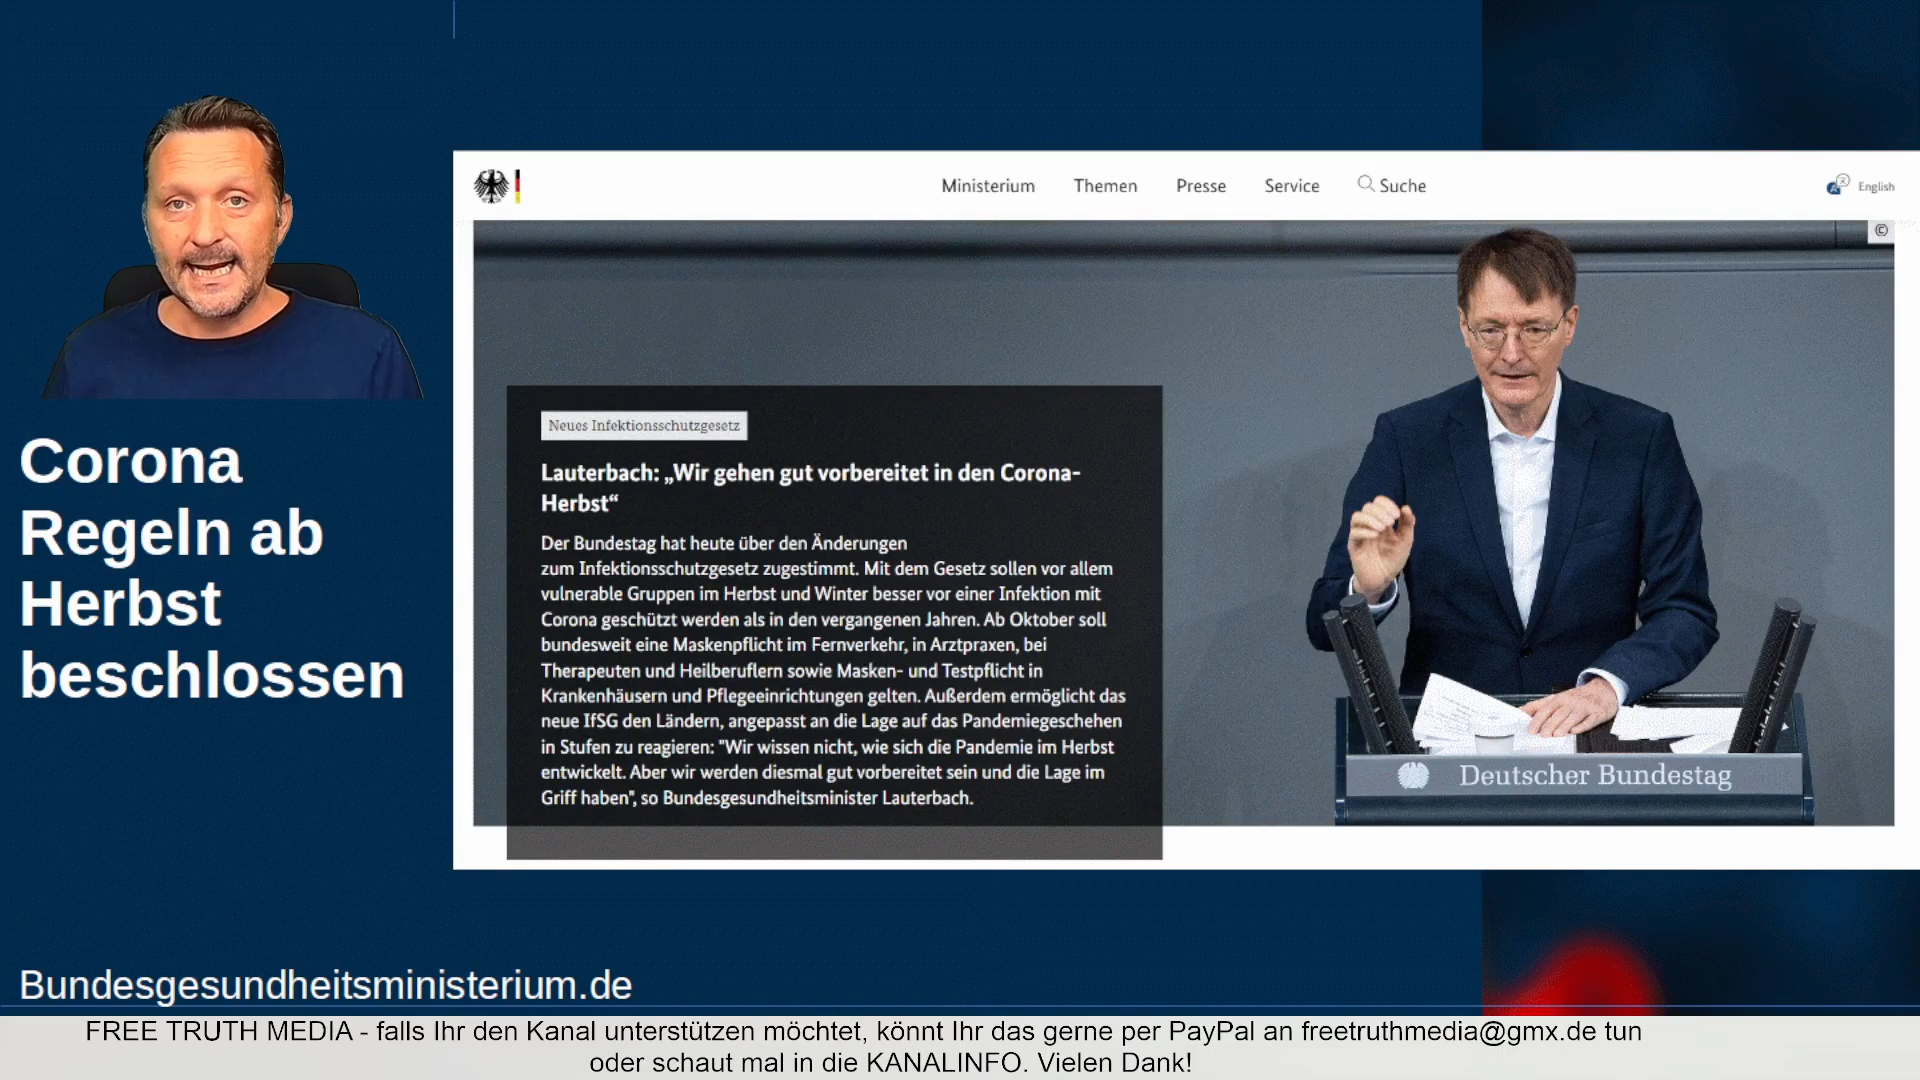 Ministerium Themen Presse Service Suche English
©
Neues Infektionsschutzgesetz
Lauterbach: „Wir gehen gut vorbereitet in den Corona-
Herbst“
Der Bundestag hat heute über den Änderungen
zum Infektionsschutzgesetz zugestimmt. Mit dem Gesetz sollen vor allem
vulnerable Gruppen im Herbst und Winter besser vor einer Infektion mit
Corona geschützt werden als in den vergangenen Jahren. Ab Oktober soll
bundesweit eine Maskenpflicht im Fernverkehr, in Arztpraxen, bei
Therapeuten und Heilberuflern sowie Masken- und Testpflicht in
Krankenhäusern und Pflegeeinrichtungen gelten. Außerdem ermöglicht das
neue IfSG den Ländern, angepasst an die Lage auf das Pandemiegeschehen
in Stufen zu reagieren: "Wir wissen nicht, wie sich die Pandemie im Herbst
entwickelt. Aber wir werden diesmal gut vorbereitet sein und die Lage im
Griff haben", so Bundesgesundheitsminister Lauterbach.
Deutscher Bundestag
Corona
Regeln ab
Herbst
beschlossen
Bundesgesundheitsministerium.de
FREE TRUTH MEDIA - falls Ihr den Kanal unterstützen möchtet, könnt Ihr das gerne per PayPal an freetruthmedia@gmx.de tun
oder schaut mal in die KANALINFO. Vielen Dank!